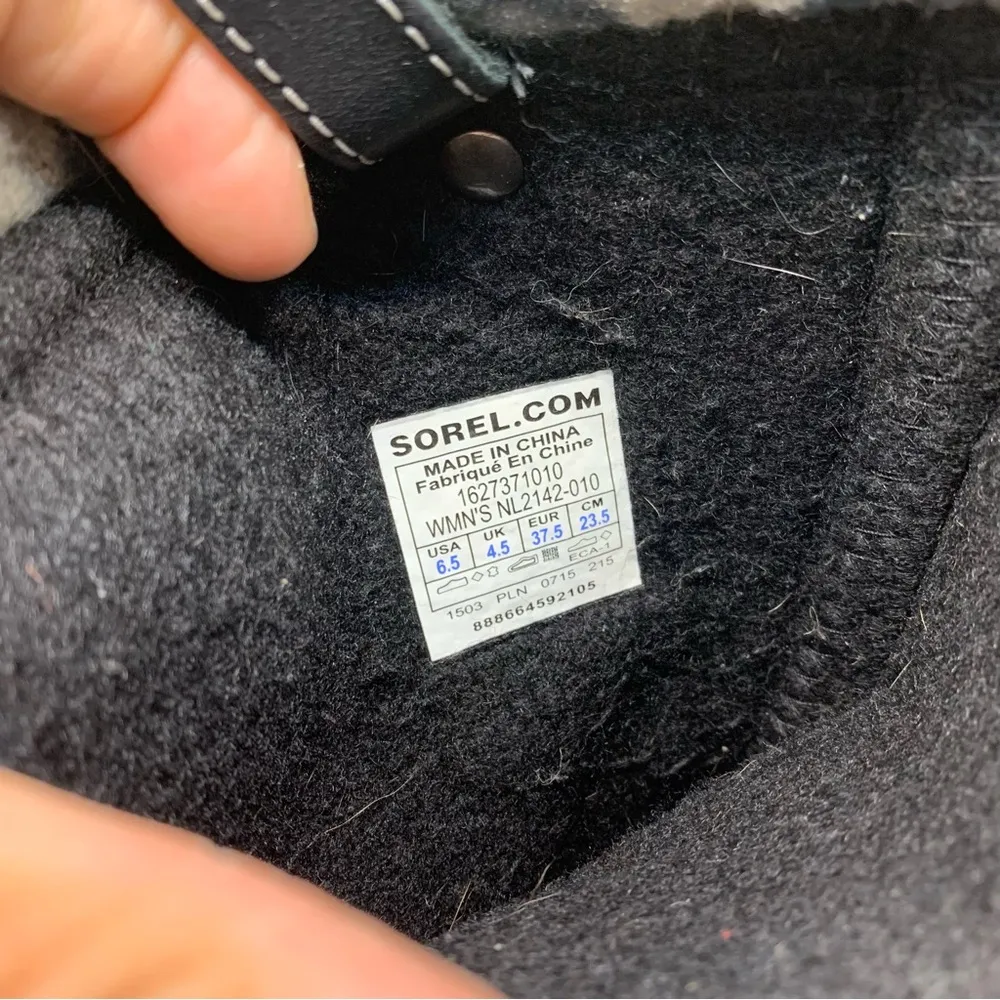 SOREL.COM
MADE IN CHINA
Fabriqué En Chine
1627371010
WMN'S NL2142-010
USA UK EUR CM
6.5 4.5 37.5 23.5
ECA-1
1503 PLN 0715 215
888664592105